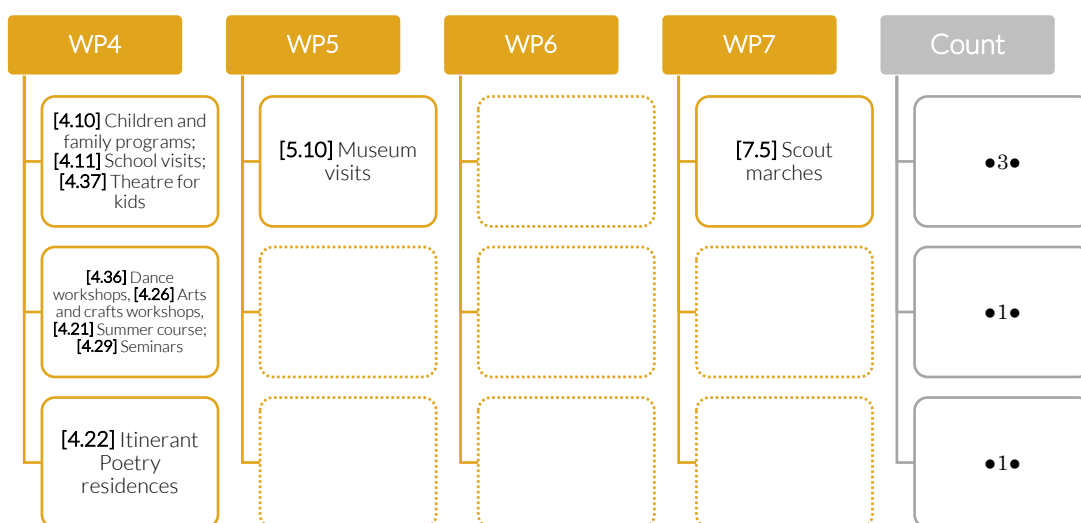 WP4
WP5
WP6
WP7
Count
[4.10] Children and
family programs;
[4.11] School visits;
[4.37] Theatre for
kids
[5.10] Museum
visits
[7.5] Scout
marches
●3●
[4.36] Dance
workshops, [4.26] Arts
and crafts workshops,
[4.21] Summer course;
[4.29] Seminars
●1●
[4.22] Itinerant
Poetry
residences
●1●